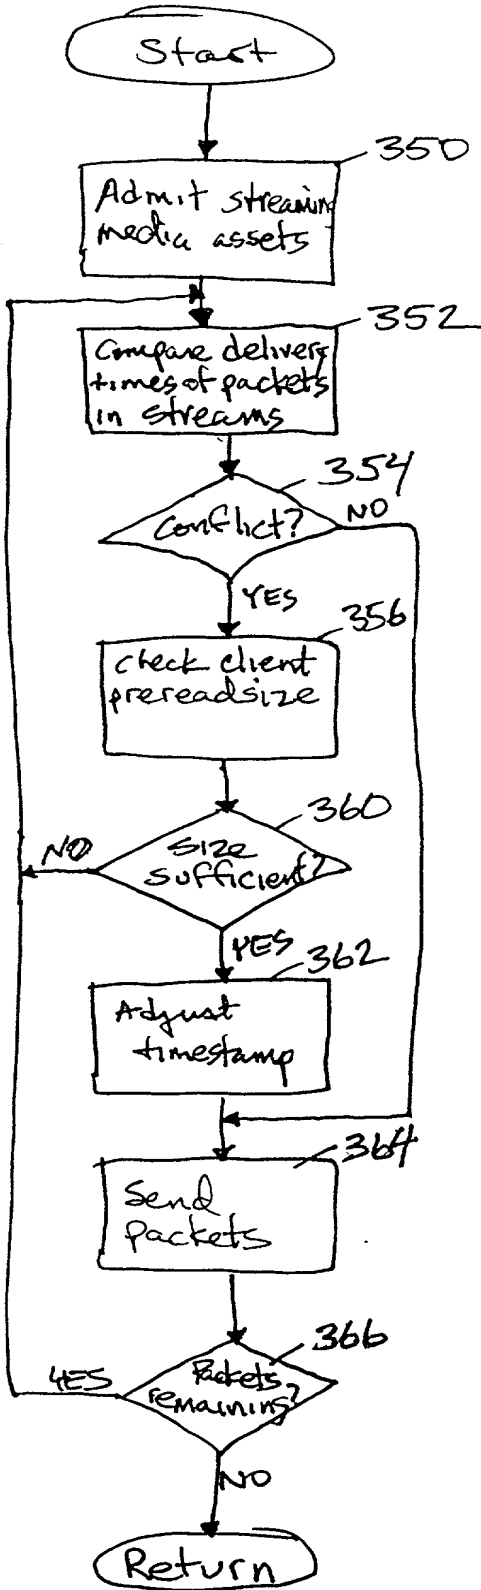 Start
350
Admit streaming
media assets
352
Compare delivery
times of packets
in streams
354
Conflict?
NO
YES
356
check client
prereadsize
360
Size
sufficient?
NO
YES
362
Adjust
timestamp
364
Send
packets
366
Packets
remaining?
YES
NO
Return